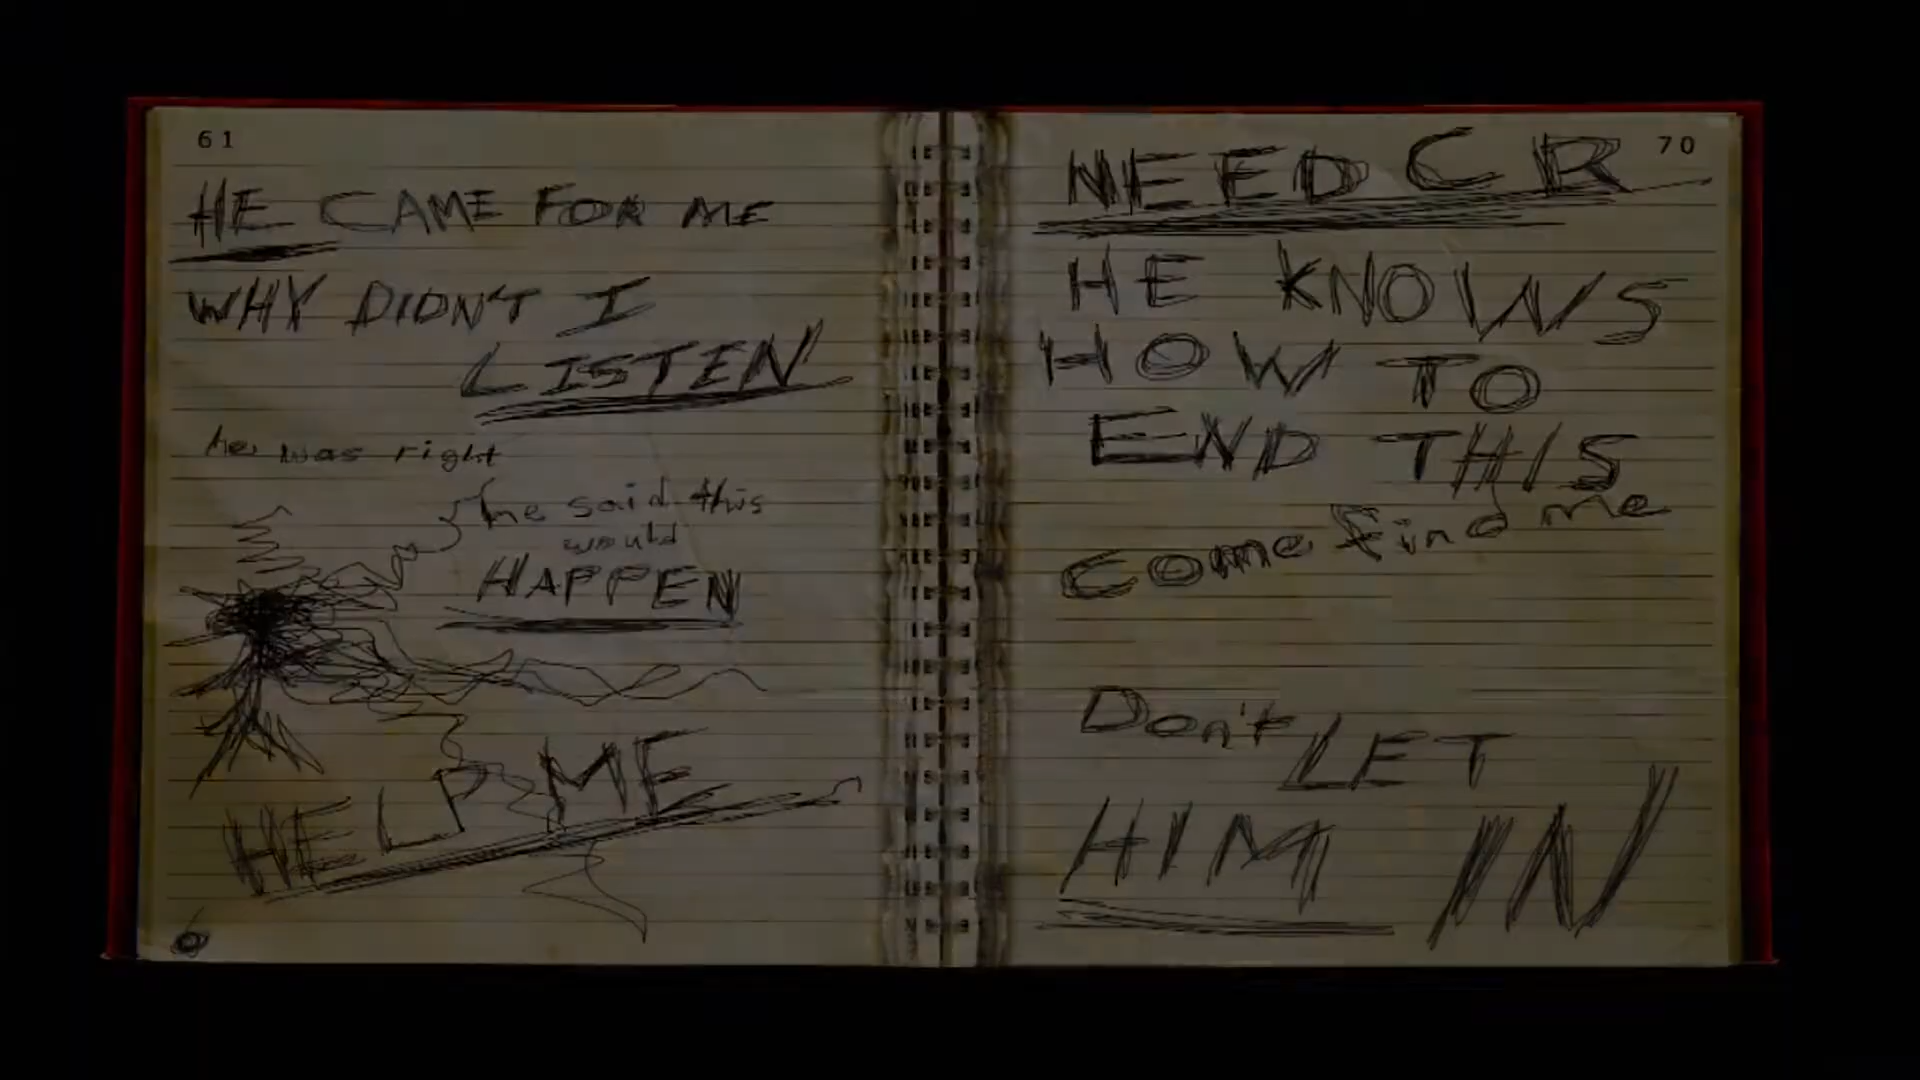 61
HE CAME FOR ME
WHY DIDN'T I
LISTEN
he was right
he said this
would
HAPPEN
HELP ME
70
NEED CR
HE KNOWS
HOW TO
END THIS
come find me
Don't LET
HIM IN